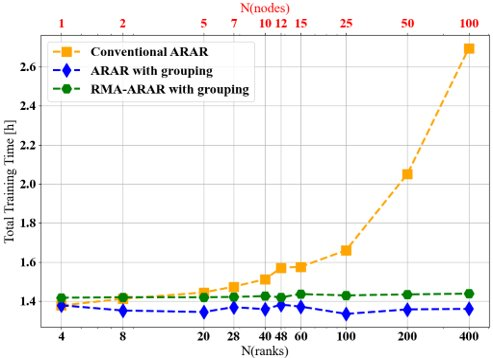 N(nodes)
1 2 5 7 10 12 15 25 50 100
Conventional ARAR
ARAR with grouping
RMA-ARAR with grouping
Total Training Time [h]
2.6
2.4
2.2
2.0
1.8
1.6
1.4
4 8 20 28 40 48 60 100 200 400
N(ranks)